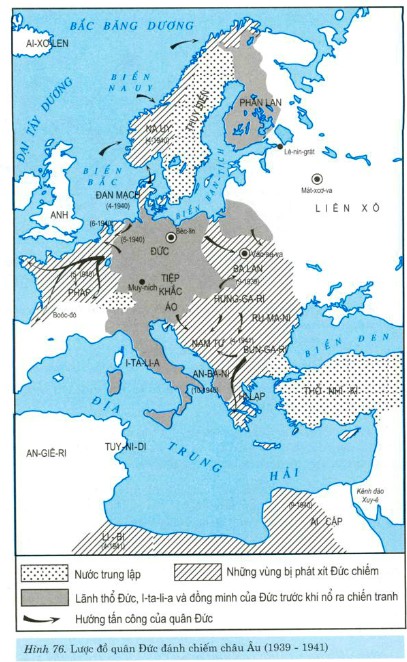 BẮC BĂNG DƯƠNG
AI-XƠ-LEN
ĐẠI TÂY DƯƠNG
BIỂN
NA UY
NA UY
(4-1940)
THỤY ĐIỂN
PHẦN LAN
Lê-nin-grát
BIỂN BAN-TÍCH
Mát-xcơ-va
LIÊN XÔ
BIỂN
BẮC
ĐAN MẠCH
(4-1940)
ANH
(5-1940)
Béc-lin
ĐỨC
Vác-sa-va
BA LAN
(9-1939)
PHÁP
Muy-ních
TIỆP
KHẮC
ÁO
HUNG-GA-RI
Boóc-đô
RU-MA-NI
NAM TƯ
(4-1941)
BUN-GA-RI
BIỂN ĐEN
I-TA-LI-A
AN-BA-NI
HI LẠP
THỔ NHĨ KÌ
ĐỊA
TRUNG
HẢI
AN-GIÊ-RI
TUY-NI-DI
Kênh đào
Xuy-ê
AI CẬP
LI-BI
Nước trung lập
Những vùng bị phát xít Đức chiếm
Lãnh thổ Đức, I-ta-li-a và đồng minh của Đức trước khi nổ ra chiến tranh
Hướng tấn công của quân Đức
Hình 76. Lược đồ quân Đức đánh chiếm châu Âu (1939 - 1941)